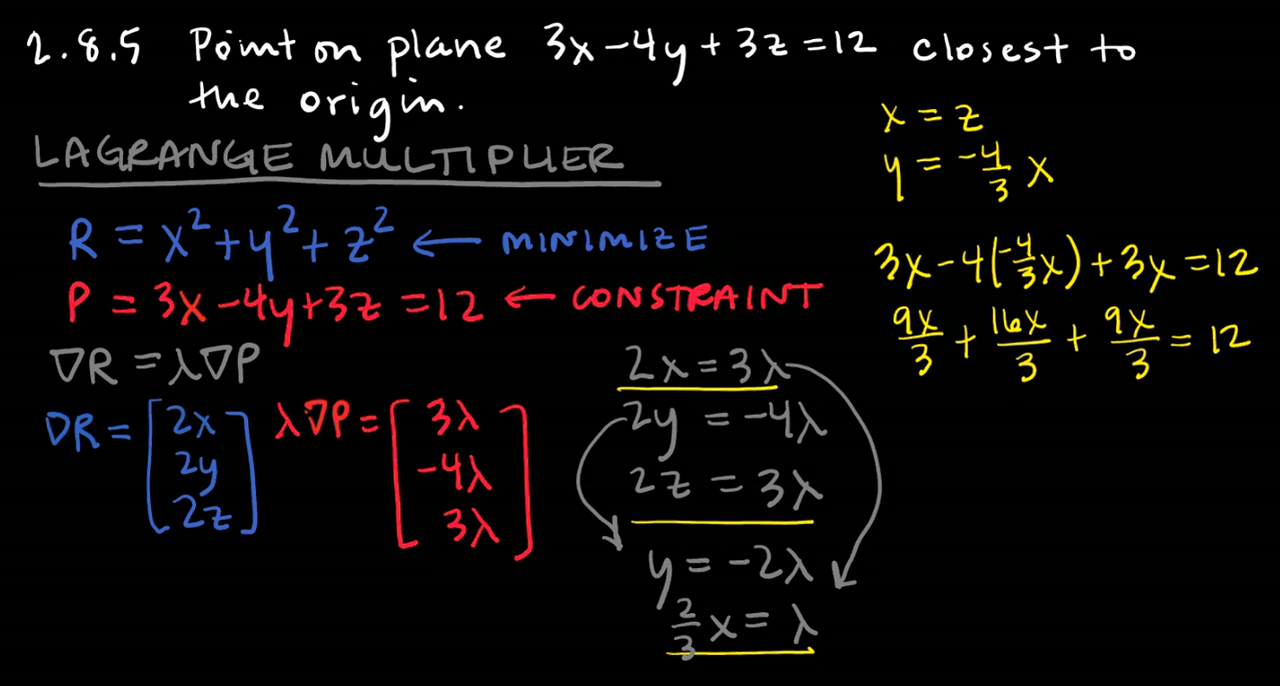 2.8.5 Point on plane 3x-4y+3z=12 closest to
the origin.
LAGRANGE MULTIPLIER
R = x²+y²+z² ← MINIMIZE
P = 3x-4y+3z =12 ← CONSTRAINT
∇R = λ∇P
∇R = [2x 2y 2z] λ∇P = [3λ -4λ 3λ]
2x = 3λ
2y = -4λ
2z = 3λ
y = -2λ
2/3 x = λ
x = z
y = -4/3 x
3x-4(-4/3x)+3x=12
9x/3 + 16x/3 + 9x/3 = 12